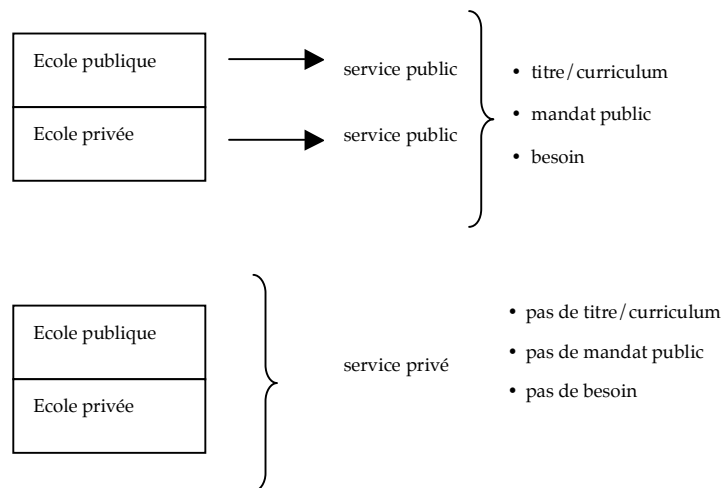 Ecole publique
service public
• titre/curriculum
• mandat public
Ecole privée
service public
• besoin
Ecole publique
• pas de titre/curriculum
• pas de mandat public
service privé
• pas de besoin
Ecole privée